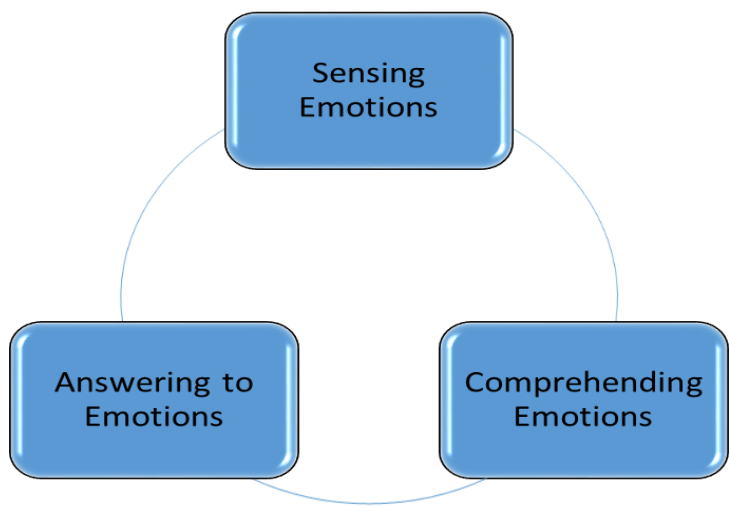 Sensing
Emotions
Answering to
Emotions
Comprehending
Emotions